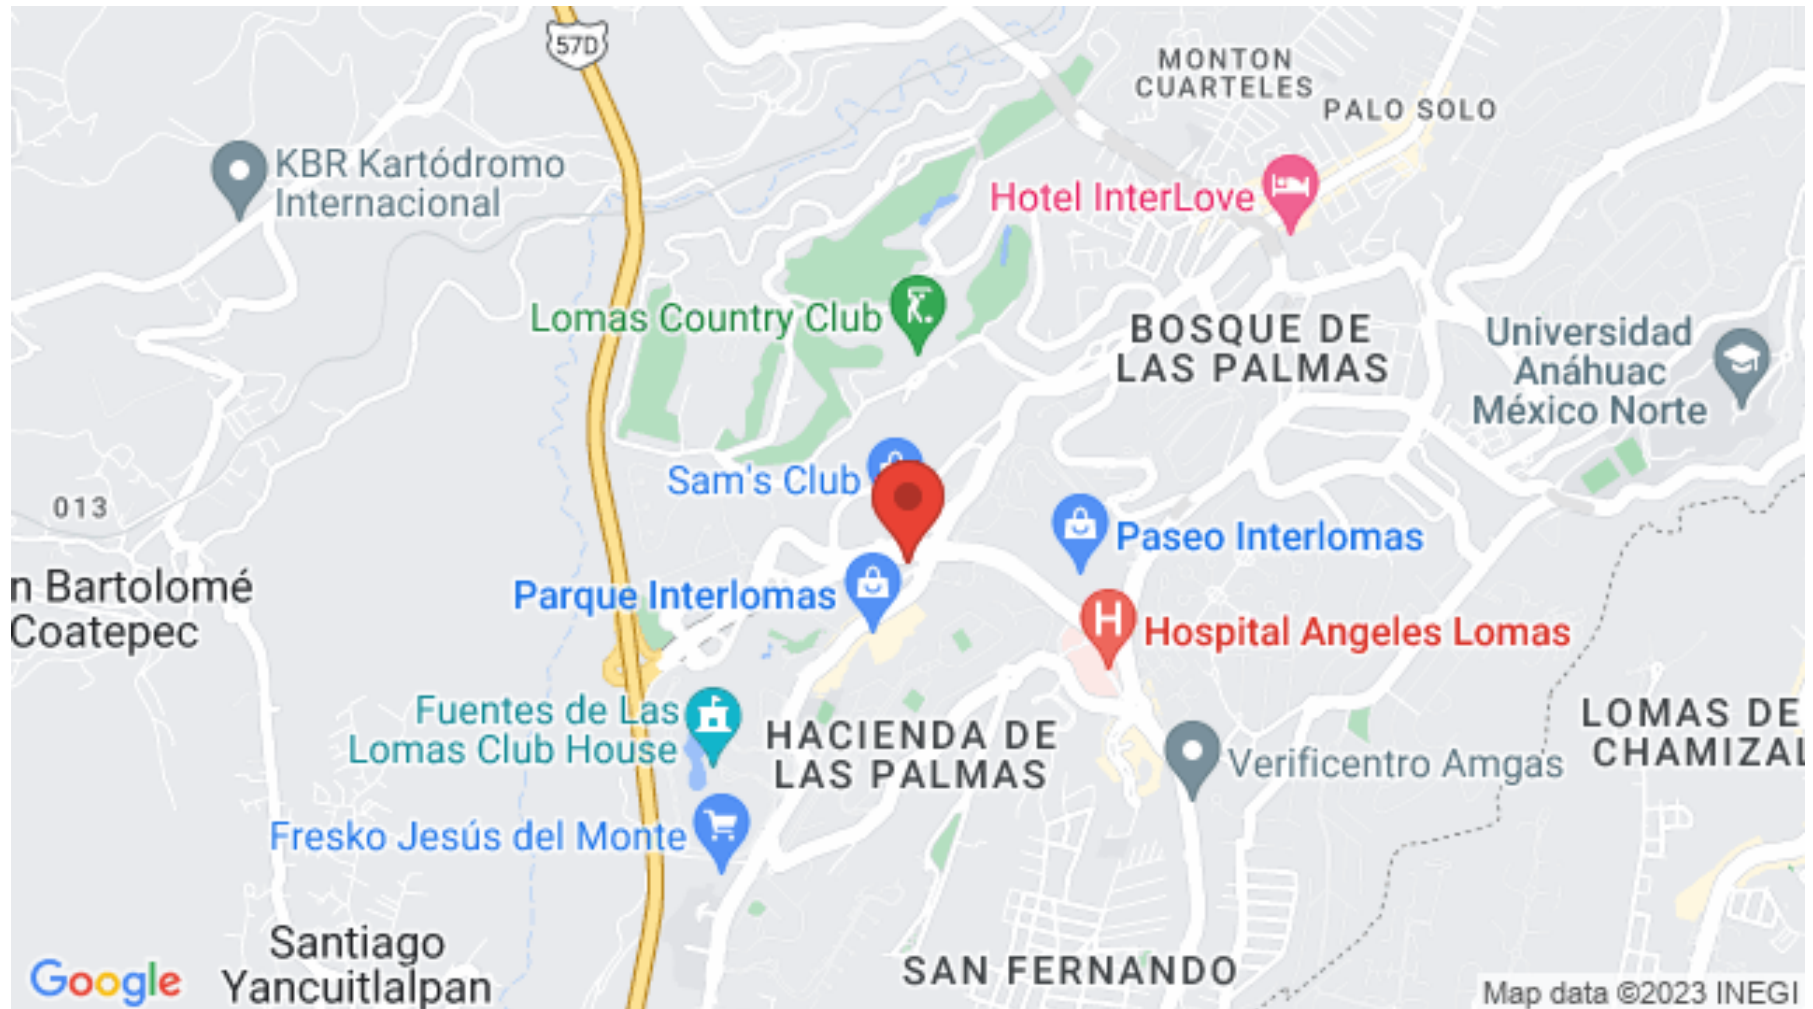 57D
MONTON
CUARTELES
PALO SOLO
KBR Kartódromo
Internacional
Hotel InterLove
Lomas Country Club
BOSQUE DE
LAS PALMAS
Universidad
Anáhuac
México Norte
Sam's Club
013
Paseo Interlomas
n Bartolomé
Coatepec
Parque Interlomas
H
Hospital Angeles Lomas
Fuentes de Las
Lomas Club House
HACIENDA DE
LAS PALMAS
LOMAS DE
CHAMIZAL
Verificentro Amgas
Fresko Jesús del Monte
Santiago
Yancuitlalpan
SAN FERNANDO
Google
Map data ©2023 INEGI